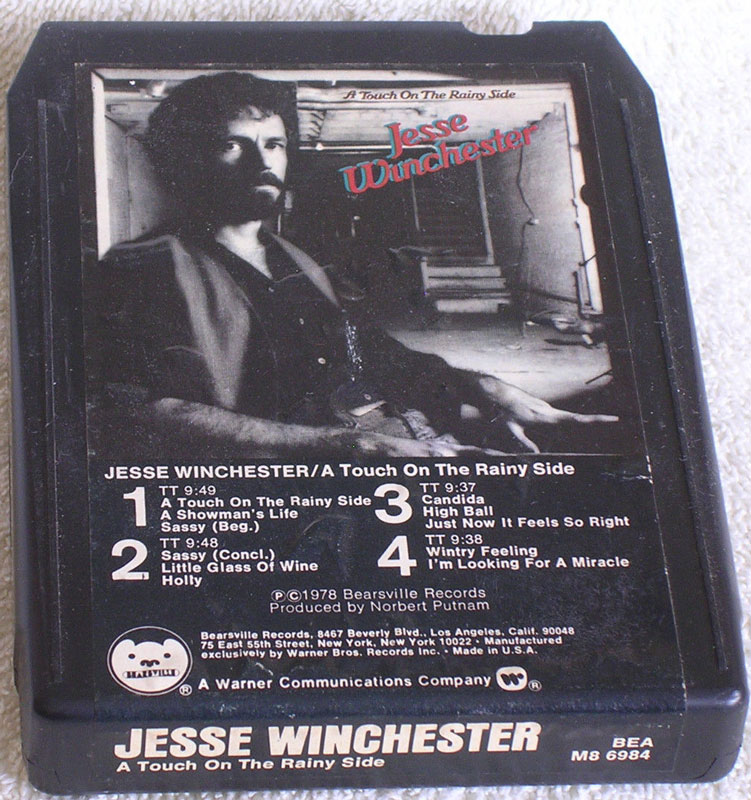 A Touch On The Rainy Side
Jesse
Winchester
JESSE WINCHESTER/A Touch On The Rainy Side
1 TT 9:49
A Touch On The Rainy Side
A Showman's Life
Sassy (Beg.)
2 TT 9:48
Sassy (Concl.)
Little Glass Of Wine
Holly
3 TT 9:37
Candida
High Ball
Just Now It Feels So Right
4 TT 9:38
Wintry Feeling
I'm Looking For A Miracle
Ⓟ©1978 Bearsville Records
Produced by Norbert Putnam
Bearsville Records, 8467 Beverly Blvd., Los Angeles, Calif. 90048
75 East 55th Street, New York, New York 10022 • Manufactured
exclusively by Warner Bros. Records Inc. • Made in U.S.A.
BEARSVILLE ®
A Warner Communications Company W ®
JESSE WINCHESTER
A Touch On The Rainy Side
BEA
M8 6984